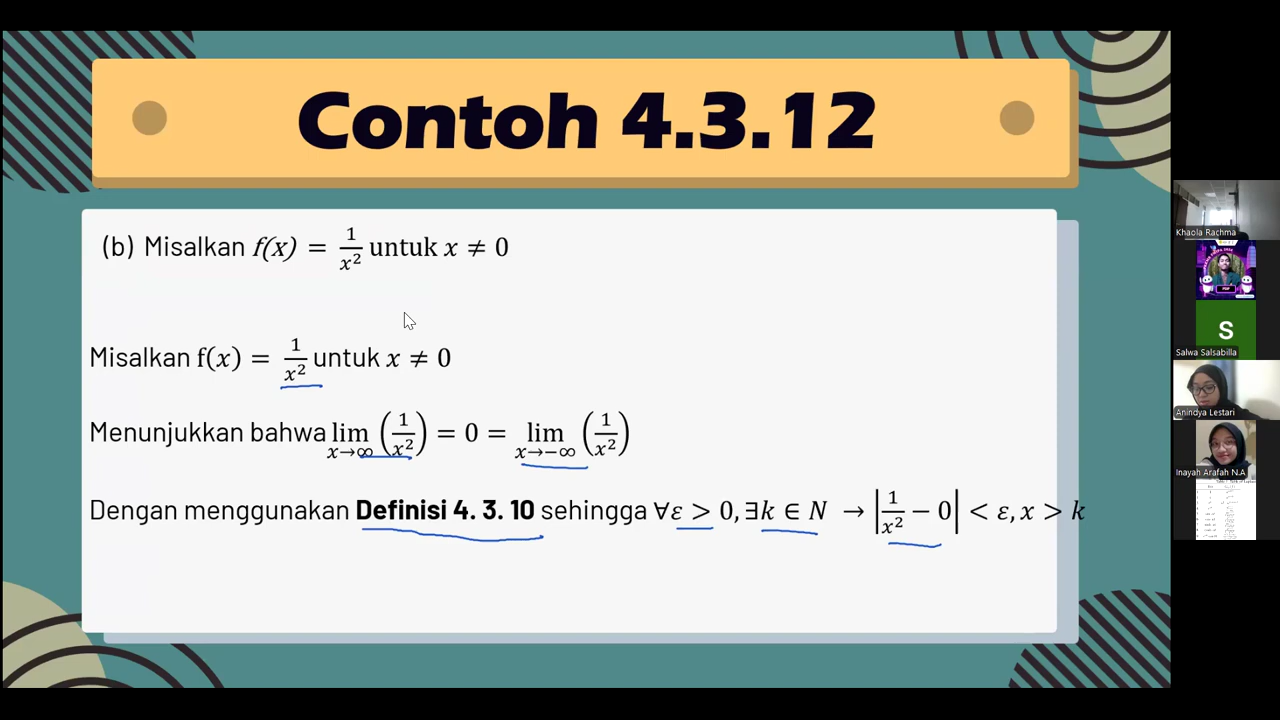 Contoh 4.3.12
(b) Misalkan f(x) = 1/x² untuk x ≠ 0
Misalkan f(x) = 1/x² untuk x ≠ 0
Menunjukkan bahwa lim x→∞ (1/x²) = 0 = lim x→−∞ (1/x²)
Dengan menggunakan Definisi 4. 3. 10 sehingga ∀ε > 0, ∃k ∈ N → |1/x² − 0| < ε, x > k
Khaola Rachma
S
Salwa Salsabilla
Anindya Lestari
Inayah Arafah N.A